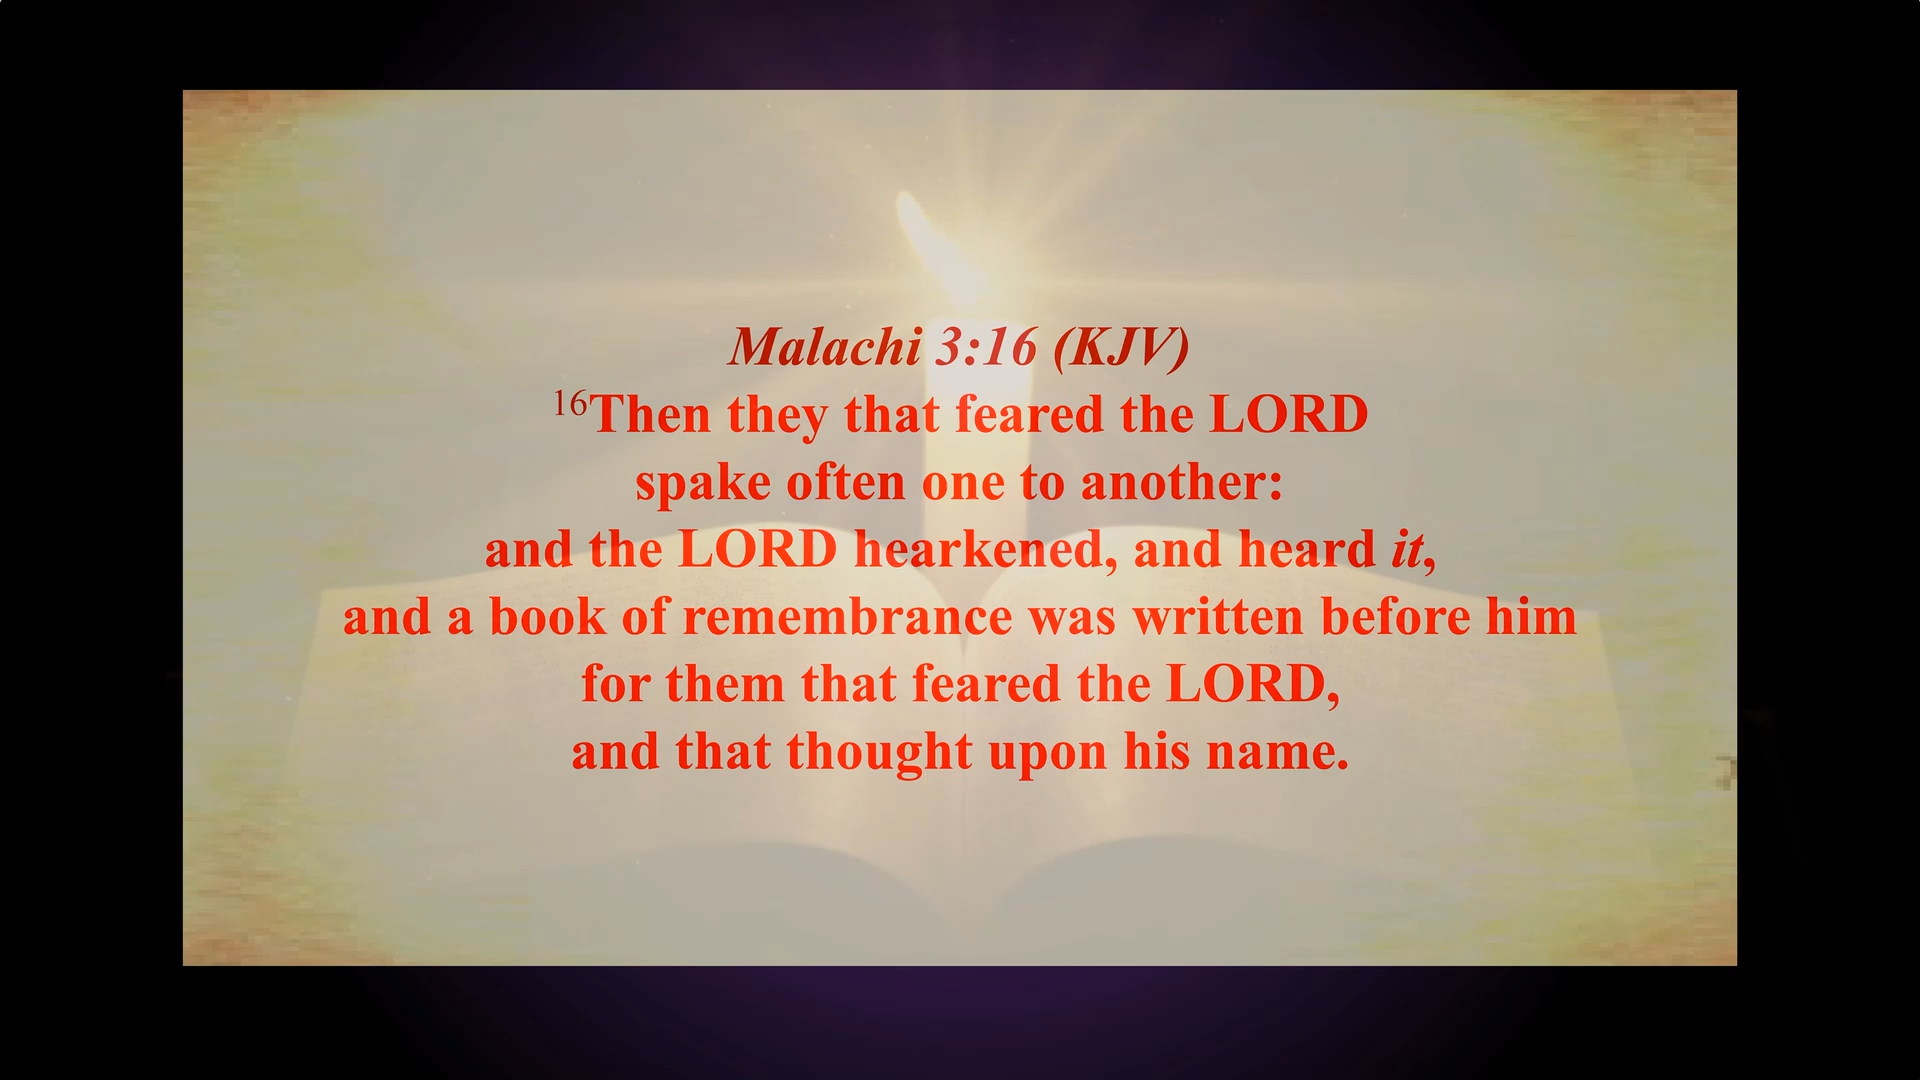 Malachi 3:16 (KJV)
16Then they that feared the LORD
spake often one to another:
and the LORD hearkened, and heard it,
and a book of remembrance was written before him
for them that feared the LORD,
and that thought upon his name.